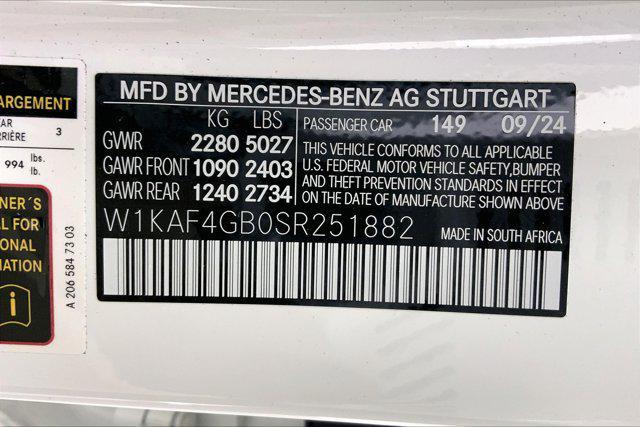 ARGEMENT
AR
RIÈRE 3
994 lbs.
lb.
NER´S
L FOR
ONAL
MATION
A 206 584 73 03
MFD BY MERCEDES-BENZ AG STUTTGART
KG LBS
GVWR 2280 5027
GAWR FRONT 1090 2403
GAWR REAR 1240 2734
PASSENGER CAR 149 09/24
THIS VEHICLE CONFORMS TO ALL APPLICABLE
U.S. FEDERAL MOTOR VEHICLE SAFETY, BUMPER
AND THEFT PREVENTION STANDARDS IN EFFECT
ON THE DATE OF MANUFACTURE SHOWN ABOVE
W1KAF4GB0SR251882
MADE IN SOUTH AFRICA